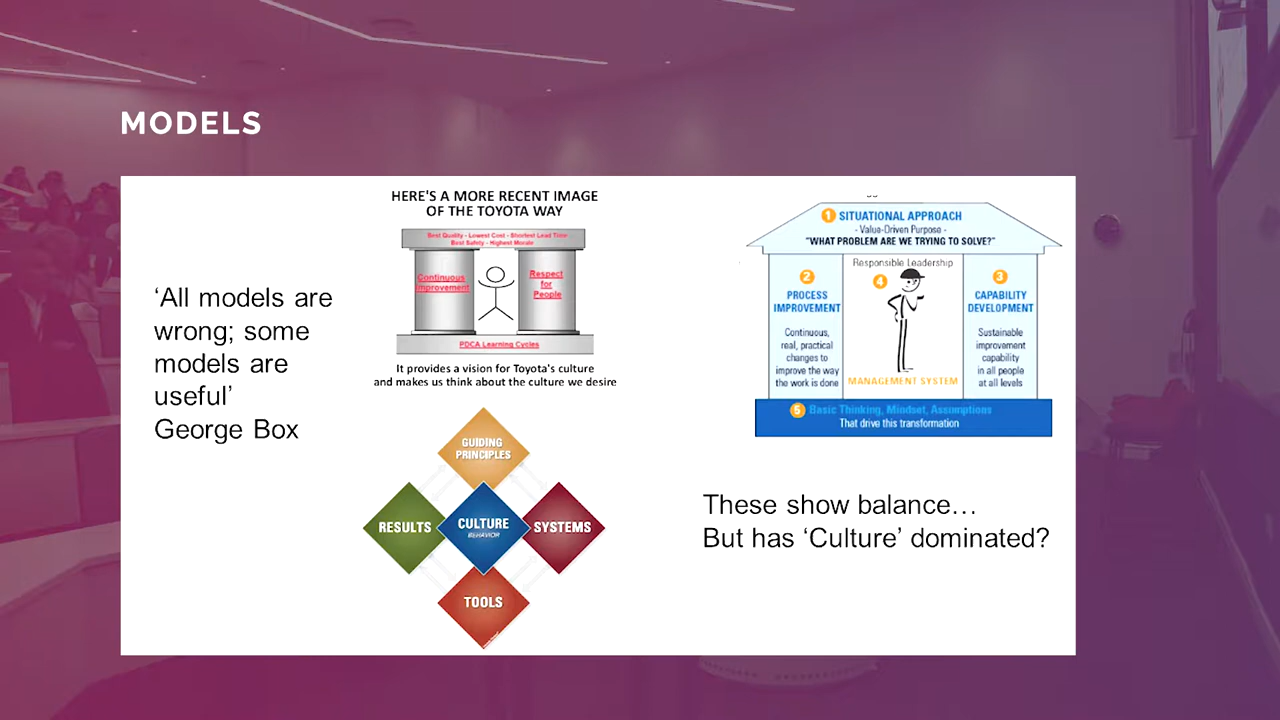 MODELS
‘All models are
wrong; some
models are
useful’
George Box
HERE'S A MORE RECENT IMAGE
OF THE TOYOTA WAY
Best Quality - Lowest Cost - Shortest Lead Time
Best Safety - Highest Morale
Continuous
Improvement
Respect
for
People
PDCA Learning Cycles
It provides a vision for Toyota's culture
and makes us think about the culture we desire
GUIDING
PRINCIPLES
RESULTS
CULTURE
BEHAVIOR
SYSTEMS
TOOLS
1 SITUATIONAL APPROACH
- Value-Driven Purpose -
"WHAT PROBLEM ARE WE TRYING TO SOLVE?"
2
PROCESS
IMPROVEMENT
Continuous,
real, practical
changes to
improve the way
the work is done
Responsible Leadership
4
MANAGEMENT SYSTEM
3
CAPABILITY
DEVELOPMENT
Sustainable
improvement
capability
in all people
at all levels
5 Basic Thinking, Mindset, Assumptions
That drive this transformation
These show balance…
But has ‘Culture’ dominated?